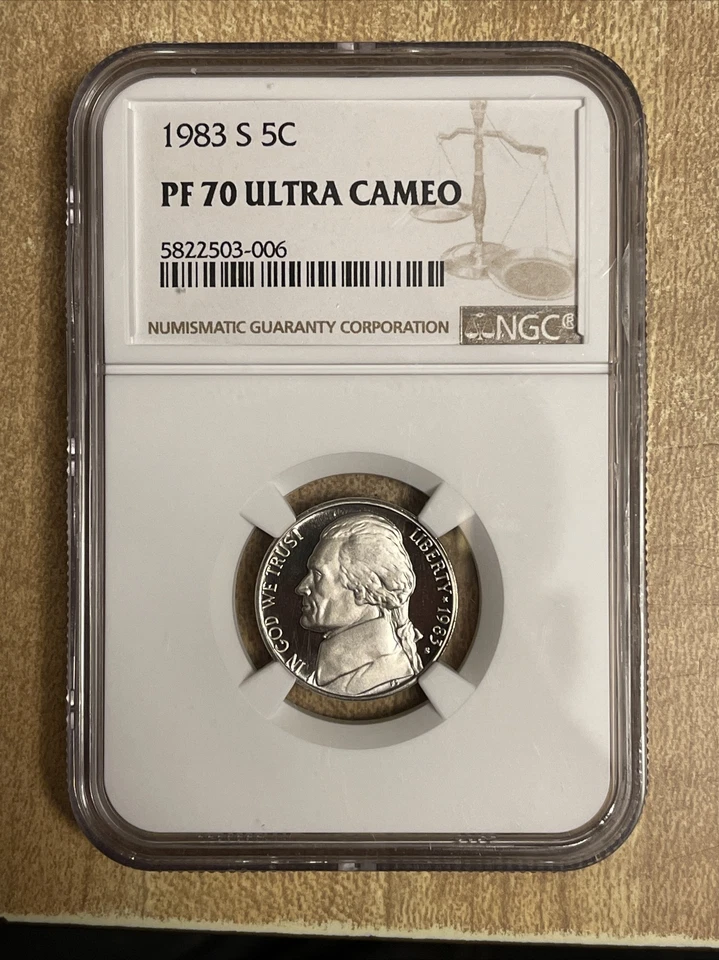 1983 S 5C
PF 70 ULTRA CAMEO
5822503-006
NUMISMATIC GUARANTY CORPORATION
NGC®
IN GOD WE TRUST
LIBERTY * 1983